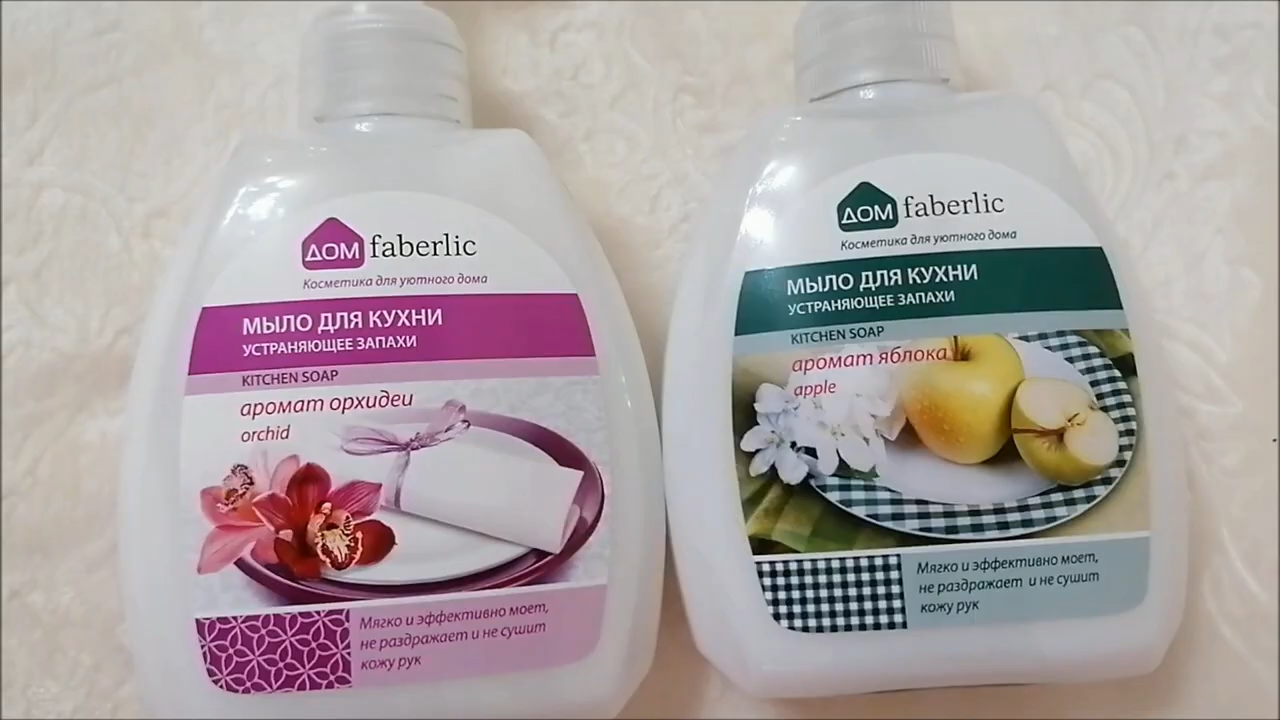 ДОМ faberlic
Косметика для уютного дома
МЫЛО ДЛЯ КУХНИ
УСТРАНЯЮЩЕЕ ЗАПАХИ
KITCHEN SOAP
аромат орхидеи
orchid
Мягко и эффективно моет,
не раздражает и не сушит
кожу рук
ДОМ faberlic
Косметика для уютного дома
МЫЛО ДЛЯ КУХНИ
УСТРАНЯЮЩЕЕ ЗАПАХИ
KITCHEN SOAP
аромат яблока
apple
Мягко и эффективно моет,
не раздражает и не сушит
кожу рук